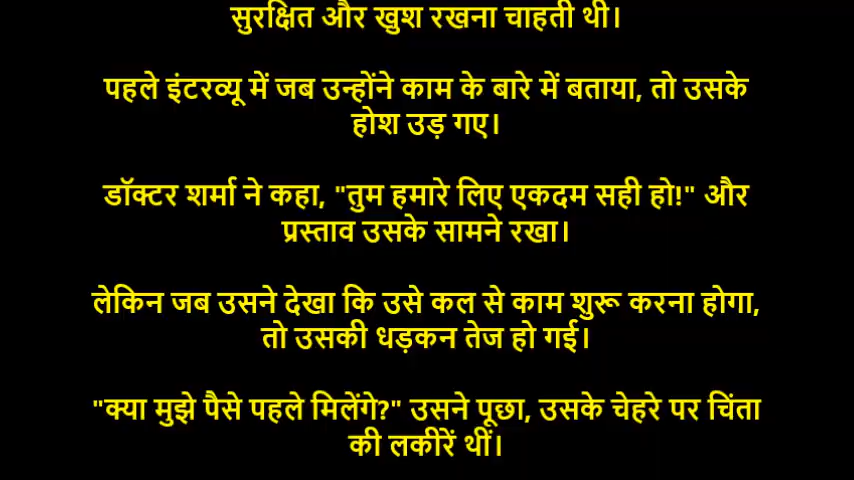 सुरक्षित और खुश रखना चाहती थी।
पहले इंटरव्यू में जब उन्होंने काम के बारे में बताया, तो उसके
होश उड़ गए।
डॉक्टर शर्मा ने कहा, "तुम हमारे लिए एकदम सही हो!" और
प्रस्ताव उसके सामने रखा।
लेकिन जब उसने देखा कि उसे कल से काम शुरू करना होगा,
तो उसकी धड़कन तेज हो गई।
"क्या मुझे पैसे पहले मिलेंगे?" उसने पूछा, उसके चेहरे पर चिंता
की लकीरें थीं।